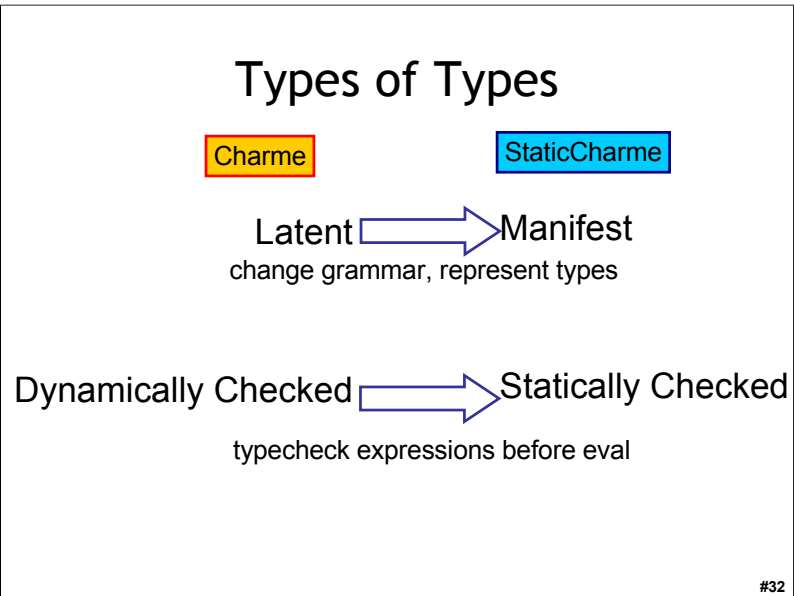 Types of Types
Charme
StaticCharme
Latent
Manifest
change grammar, represent types
Dynamically Checked
Statically Checked
typecheck expressions before eval
#32